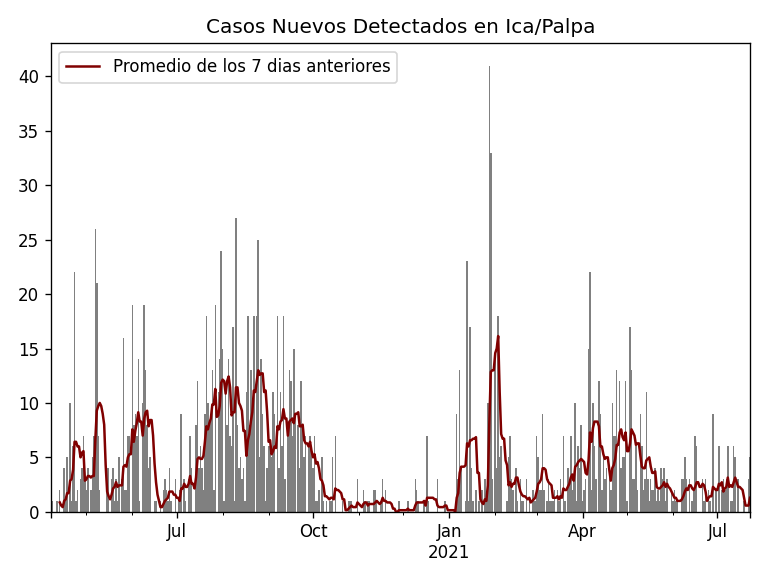 Casos Nuevos Detectados en Ica/Palpa
Promedio de los 7 dias anteriores
40
35
30
25
20
15
10
5
0
Jul
Oct
Jan
2021
Apr
Jul